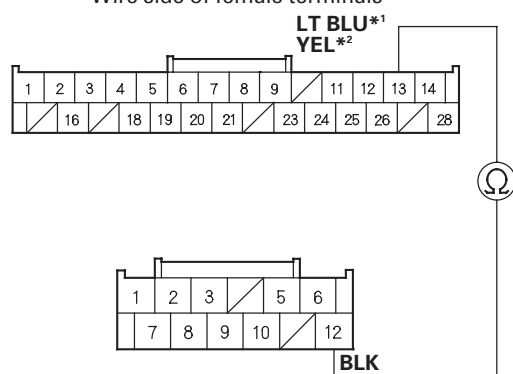 Wire side of female terminals
LT BLU*1
YEL*2
1 2 3 4 5 6 7 8 9 11 12 13 14
16 18 19 20 21 23 24 25 26 28
Ω
1 2 3 5 6
7 8 9 10 12
BLK